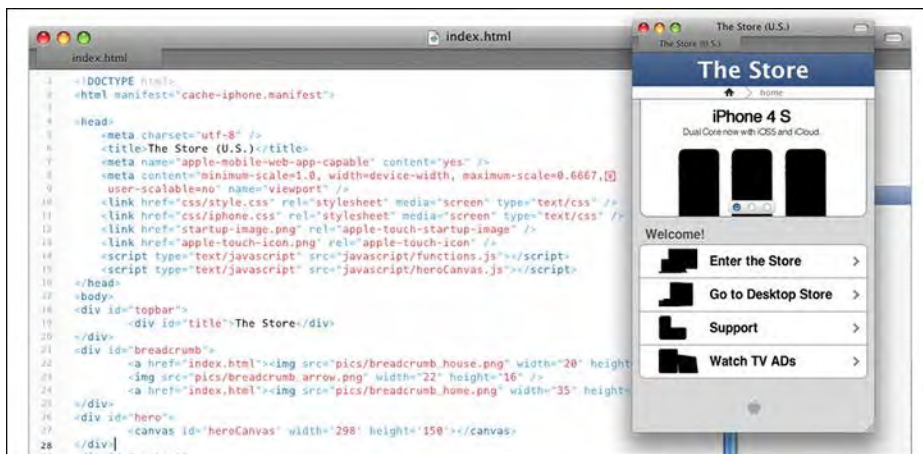 index.html
index.html
1 <!DOCTYPE html>
2 <html manifest="cache-iphone.manifest">
3
4 <head>
5 <meta charset="utf-8" />
6 <title>The Store (U.S.)</title>
7 <meta name="apple-mobile-web-app-capable" content="yes" />
8 <meta content="minimum-scale=1.0, width=device-width, maximum-scale=0.6667,
9 user-scalable=no" name="viewport" />
10 <link href="css/style.css" rel="stylesheet" media="screen" type="text/css" />
11 <link href="css/iphone.css" rel="stylesheet" media="screen" type="text/css" />
12 <link href="startup-image.png" rel="apple-touch-startup-image" />
13 <link href="apple-touch-icon.png" rel="apple-touch-icon" />
14 <script type="text/javascript" src="javascript/functions.js"></script>
15 <script type="text/javascript" src="javascript/heroCanvas.js"></script>
16 </head>
17 <body>
18 <div id="topbar">
19 <div id="title">The Store</div>
20 </div>
21 <div id="breadcrumb">
22 <a href="index.html"><img src="pics/breadcrumb_house.png" width="20" height
23 <img src="pics/breadcrumb_arrow.png" width="22" height="16" />
24 <a href="index.html"><img src="pics/breadcrumb_home.png" width="35" height
25 </div>
26 <div id="hero">
27 <canvas id="heroCanvas" width="298" height="150"></canvas>
28 </div>
The Store (U.S.)
The Store (U.S.)
The Store
home
iPhone 4 S
Dual Core now with iOS5 and iCloud.
Welcome!
Enter the Store
Go to Desktop Store
Support
Watch TV ADs